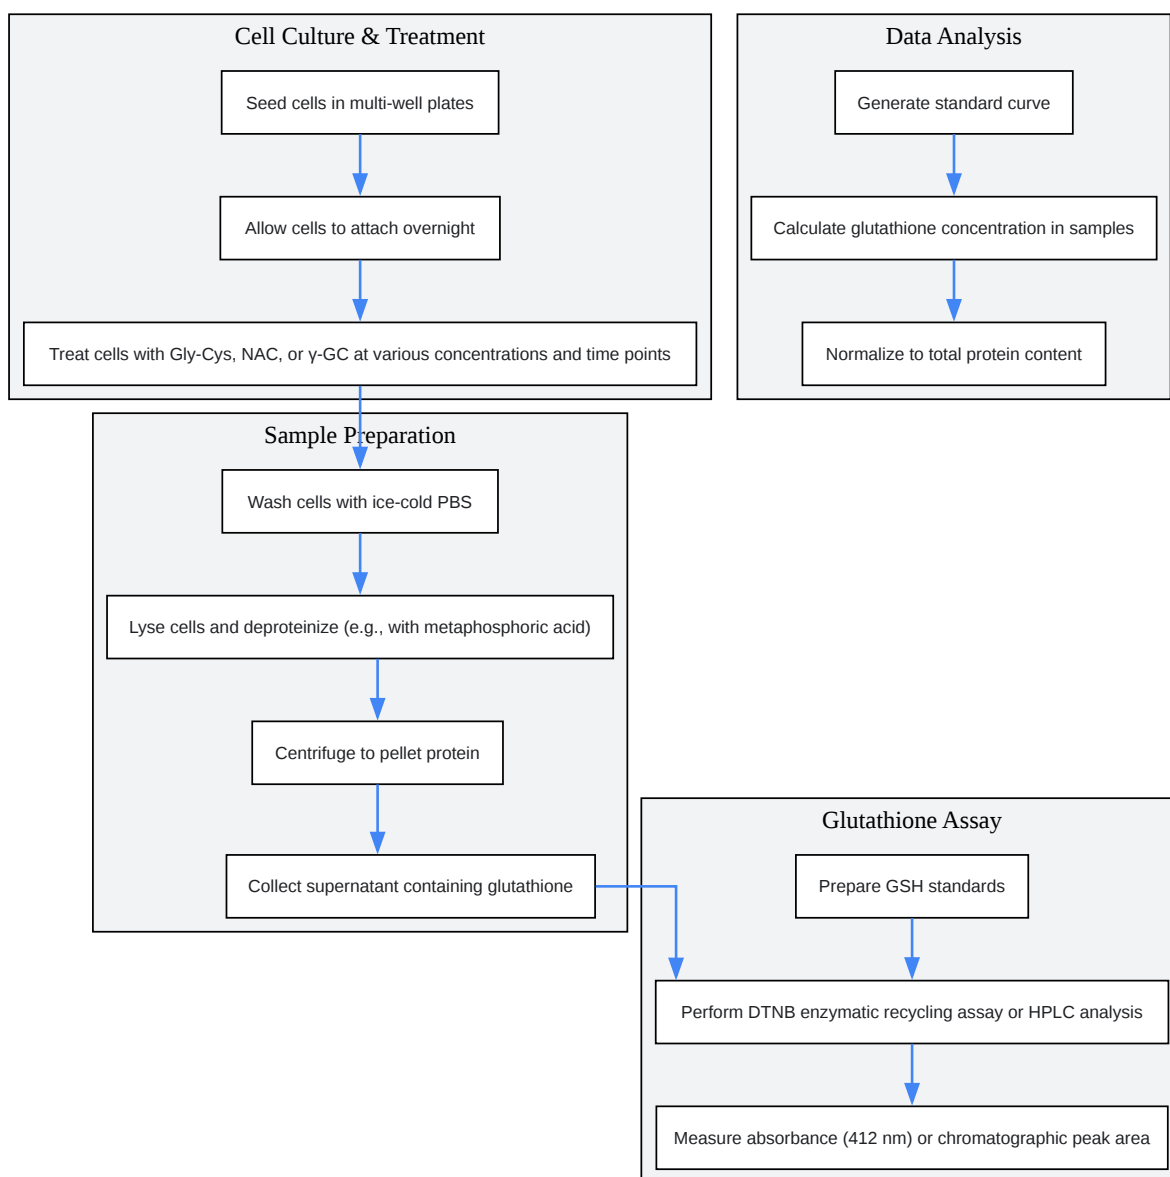 Cell Culture & Treatment
Seed cells in multi-well plates
Allow cells to attach overnight
Treat cells with Gly-Cys, NAC, or γ-GC at various concentrations and time points
Data Analysis
Generate standard curve
Calculate glutathione concentration in samples
Normalize to total protein content
Sample Preparation
Wash cells with ice-cold PBS
Lyse cells and deproteinize (e.g., with metaphosphoric acid)
Centrifuge to pellet protein
Collect supernatant containing glutathione
Glutathione Assay
Prepare GSH standards
Perform DTNB enzymatic recycling assay or HPLC analysis
Measure absorbance (412 nm) or chromatographic peak area